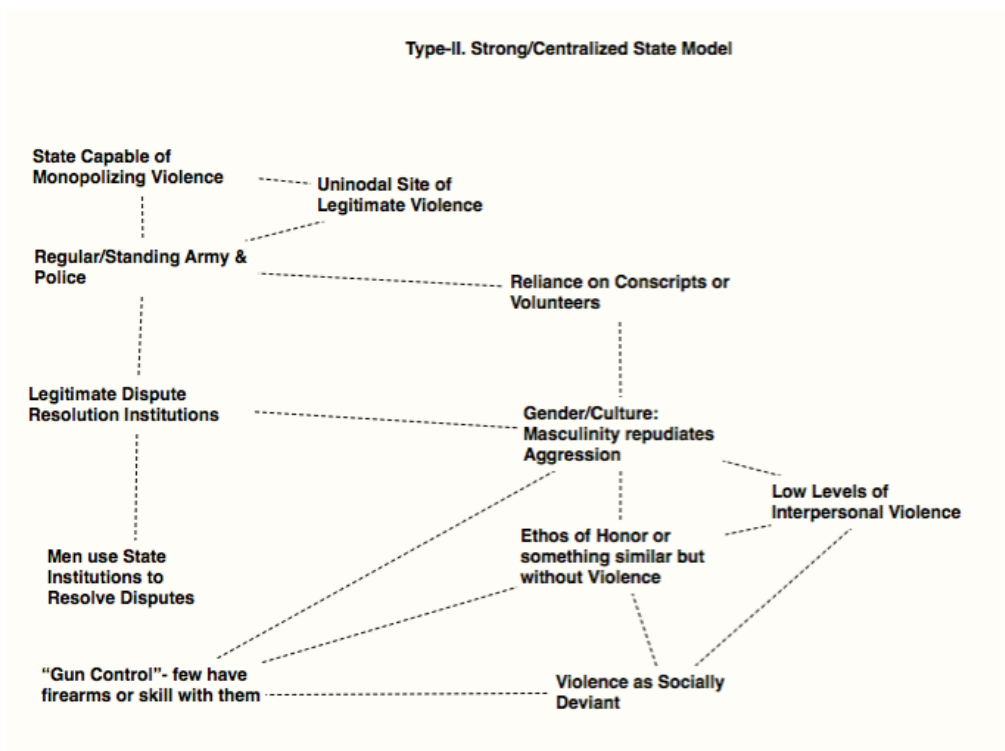 Type-II. Strong/Centralized State Model
State Capable of
Monopolizing Violence
Uninodal Site of
Legitimate Violence
Regular/Standing Army &
Police
Reliance on Conscripts or
Volunteers
Legitimate Dispute
Resolution Institutions
Gender/Culture:
Masculinity repudiates
Aggression
Low Levels of
Interpersonal Violence
Ethos of Honor or
something similar but
without Violence
Men use State
Institutions to
Resolve Disputes
“Gun Control”- few have
firearms or skill with them
Violence as Socially
Deviant